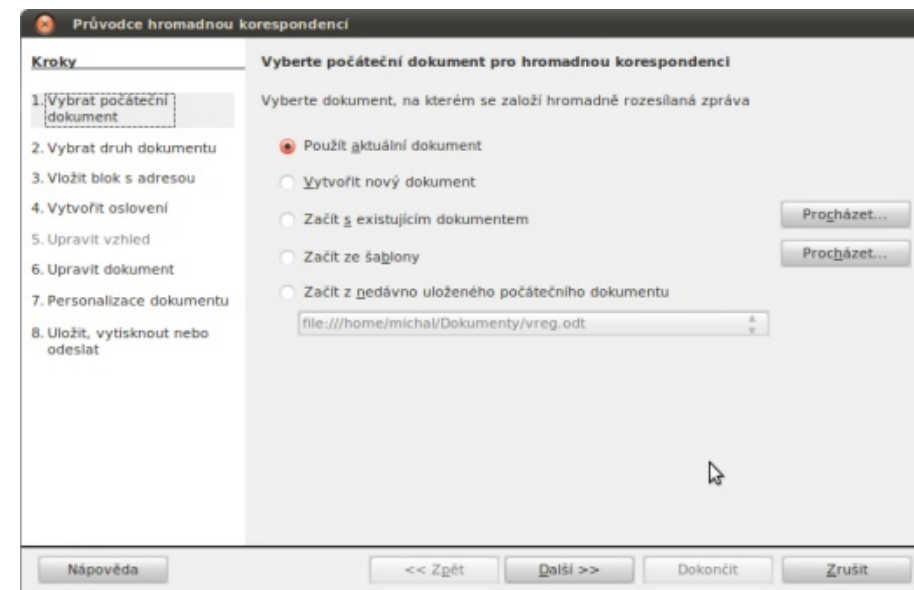 Průvodce hromadnou korespondencí
Kroky
1. Vybrat počáteční
dokument
2. Vybrat druh dokumentu
3. Vložit blok s adresou
4. Vytvořit oslovení
5. Upravit vzhled
6. Upravit dokument
7. Personalizace dokumentu
8. Uložit, vytisknout nebo
odeslat
Vyberte počáteční dokument pro hromadnou korespondenci
Vyberte dokument, na kterém se založí hromadně rozesílaná zpráva
Použít aktuální dokument
Vytvořit nový dokument
Začít s existujícím dokumentem
Procházet...
Začít ze šablony
Procházet...
Začít z nedávno uloženého počátečního dokumentu
file:///home/michal/Dokumenty/vreg.odt
Nápověda
<< Zpět
Další >>
Dokončit
Zrušit